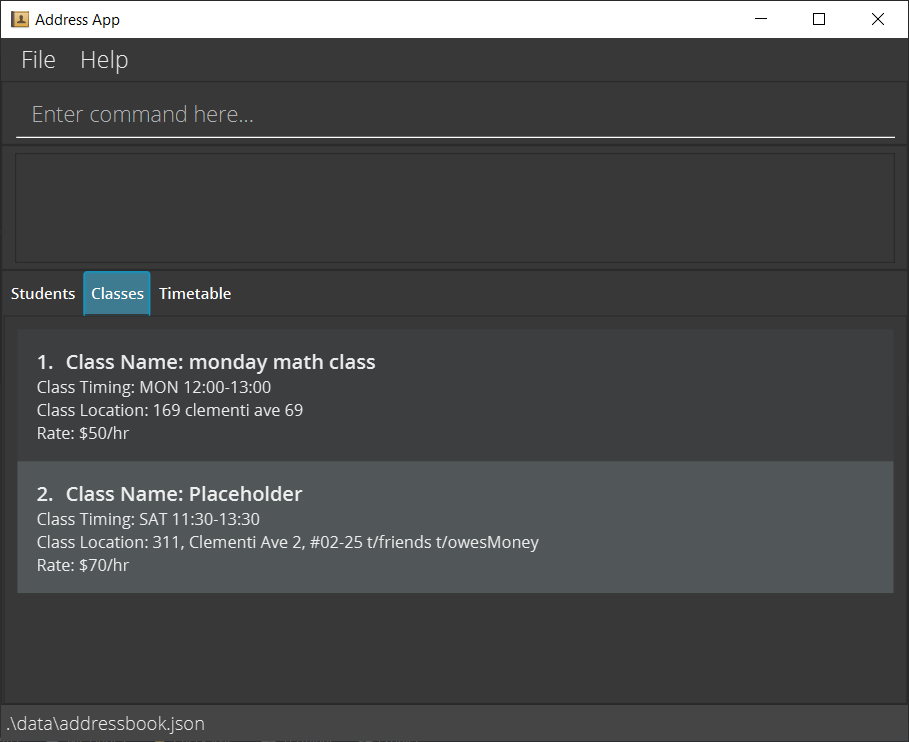 Address App
File Help
Enter command here...
Students Classes Timetable
1. Class Name: monday math class
Class Timing: MON 12:00-13:00
Class Location: 169 clementi ave 69
Rate: $50/hr
2. Class Name: Placeholder
Class Timing: SAT 11:30-13:30
Class Location: 311, Clementi Ave 2, #02-25 t/friends t/owesMoney
Rate: $70/hr
.\data\addressbook.json